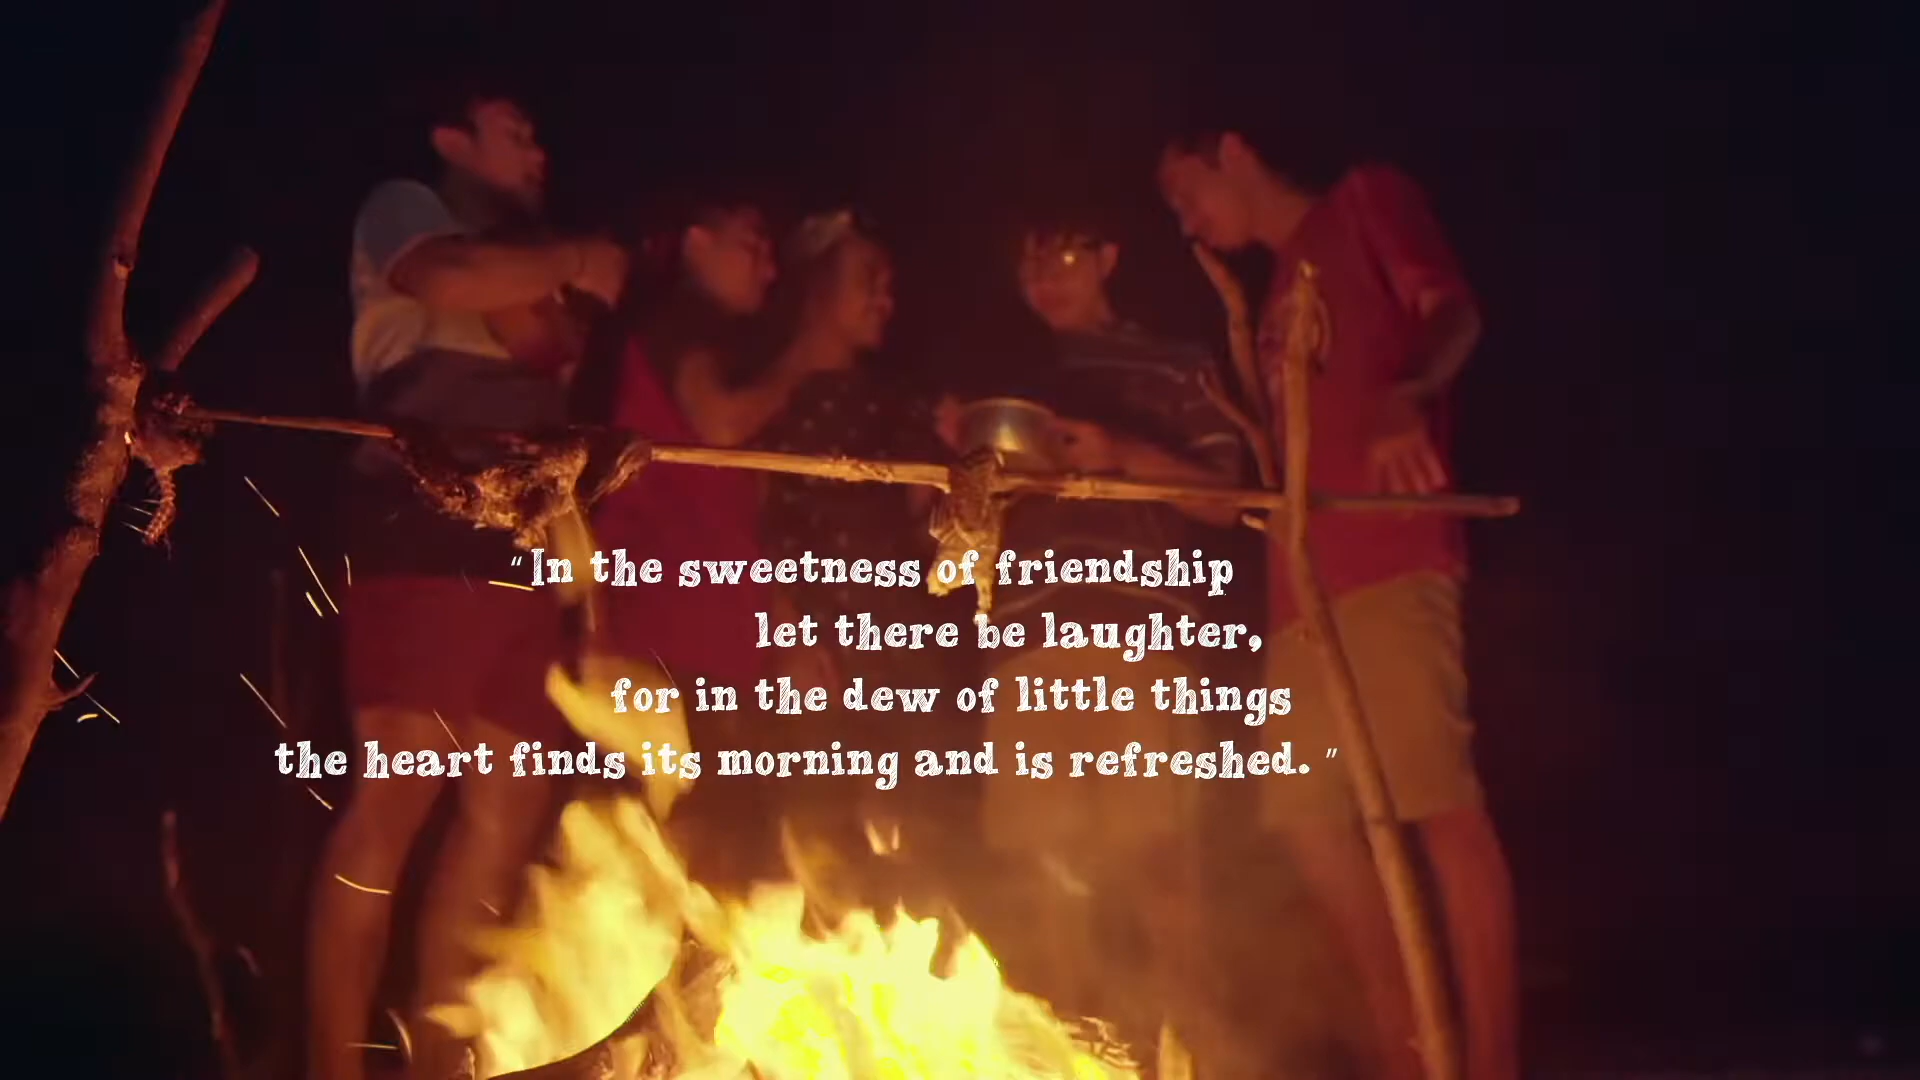 "In the sweetness of friendship
let there be laughter,
for in the dew of little things
the heart finds its morning and is refreshed."